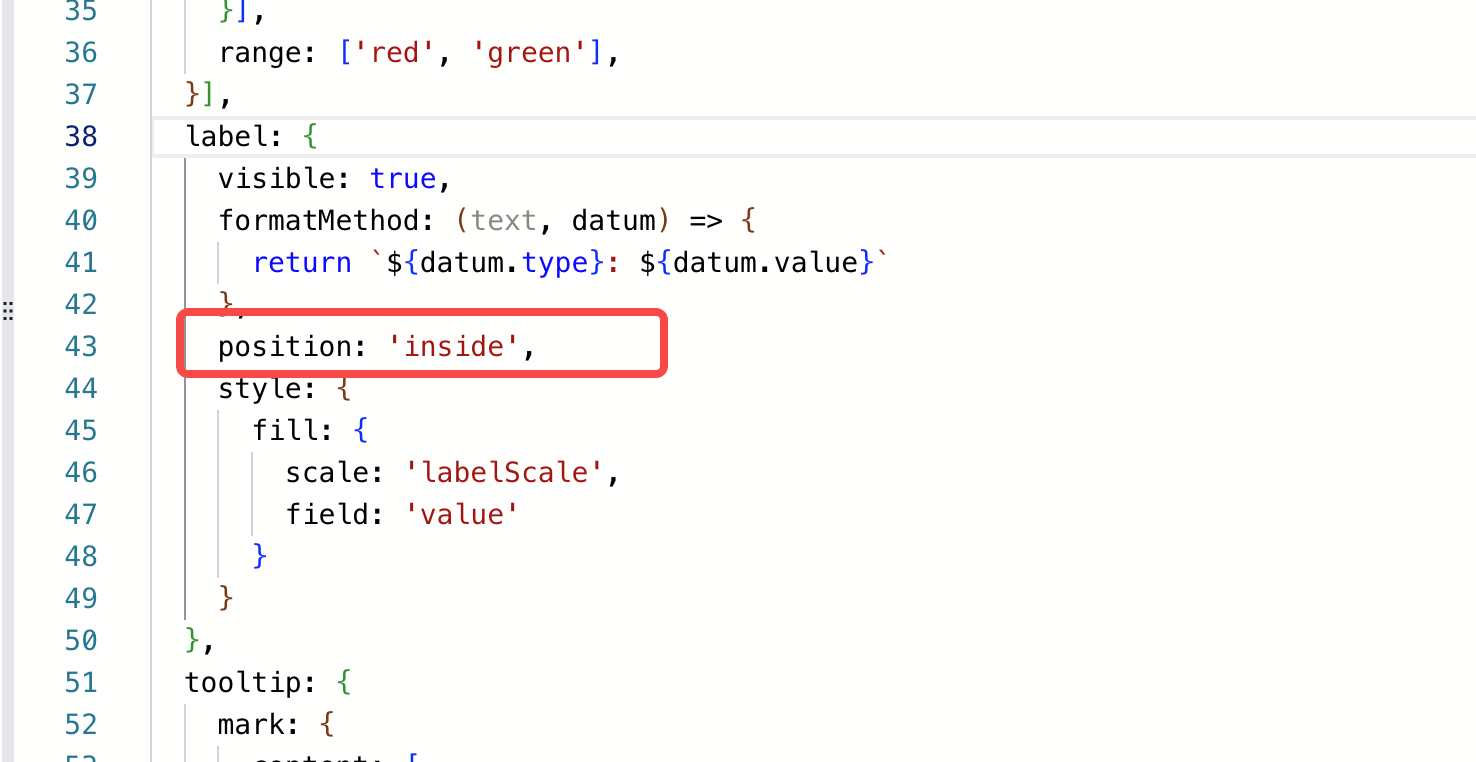 35 }],
36 range: ['red', 'green'],
37 }],
38 label: {
39 visible: true,
40 formatMethod: (text, datum) => {
41 return `${datum.type}: ${datum.value}`
42 },
43 position: 'inside',
44 style: {
45 fill: {
46 scale: 'labelScale',
47 field: 'value'
48 }
49 }
50 },
51 tooltip: {
52 mark: {
53 content: [